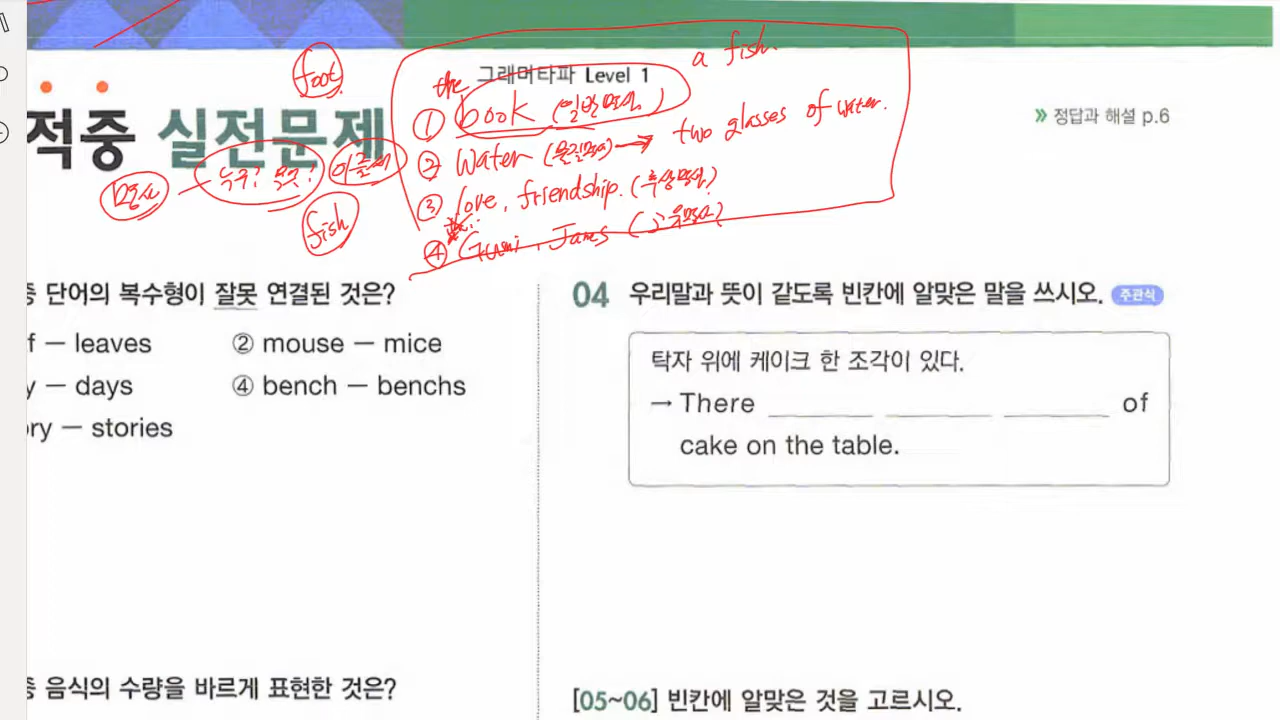 그래머타파 Level 1
적중 실전문제
정답과 해설 p.6
foot
a fish.
the
① book (일반명사)
② Water (물질명사) → two glasses of water.
③ love, friendship. (추상명사)
④ James (고유명사)
명사 — 누구? 무엇? 이름
fish
단어의 복수형이 잘못 연결된 것은?
f — leaves
② mouse — mice
y — days
④ bench — benchs
ory — stories
음식의 수량을 바르게 표현한 것은?
04 우리말과 뜻이 같도록 빈칸에 알맞은 말을 쓰시오. 주관식
탁자 위에 케이크 한 조각이 있다.
→ There ______ ______ ______ of
cake on the table.
[05~06] 빈칸에 알맞은 것을 고르시오.